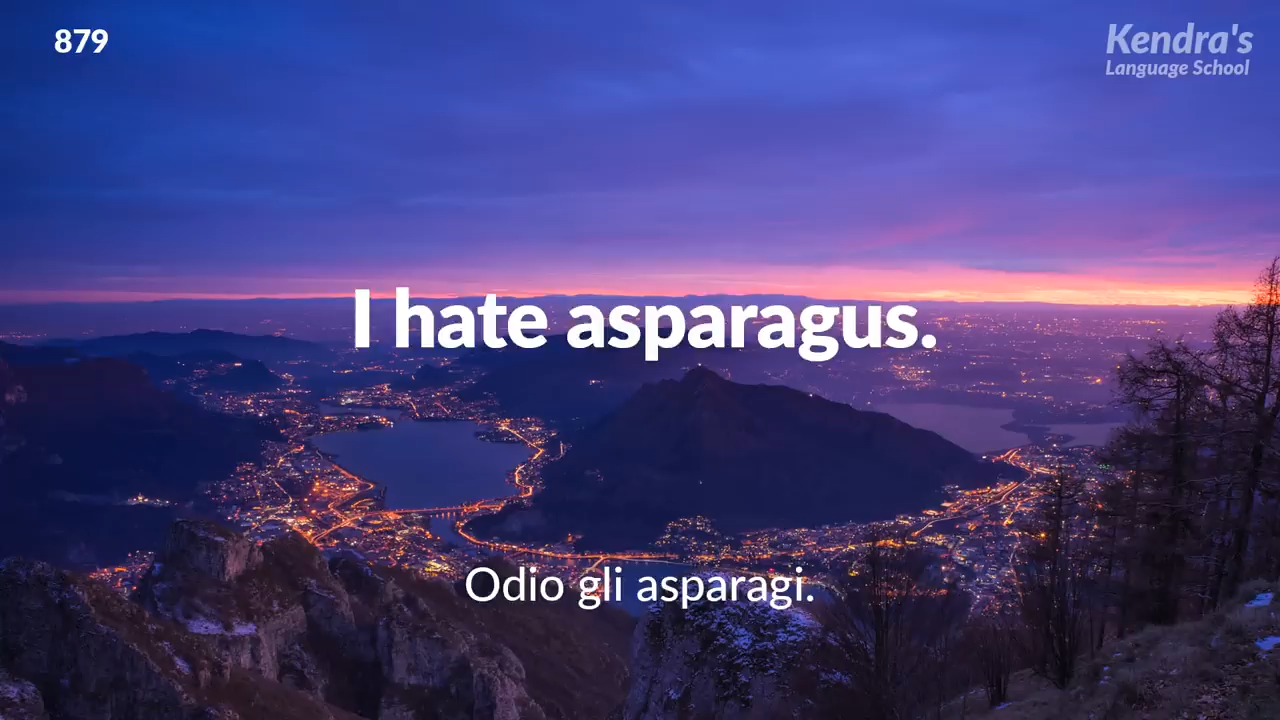 879
Kendra's
Language School
I hate asparagus.
Odio gli asparagi.